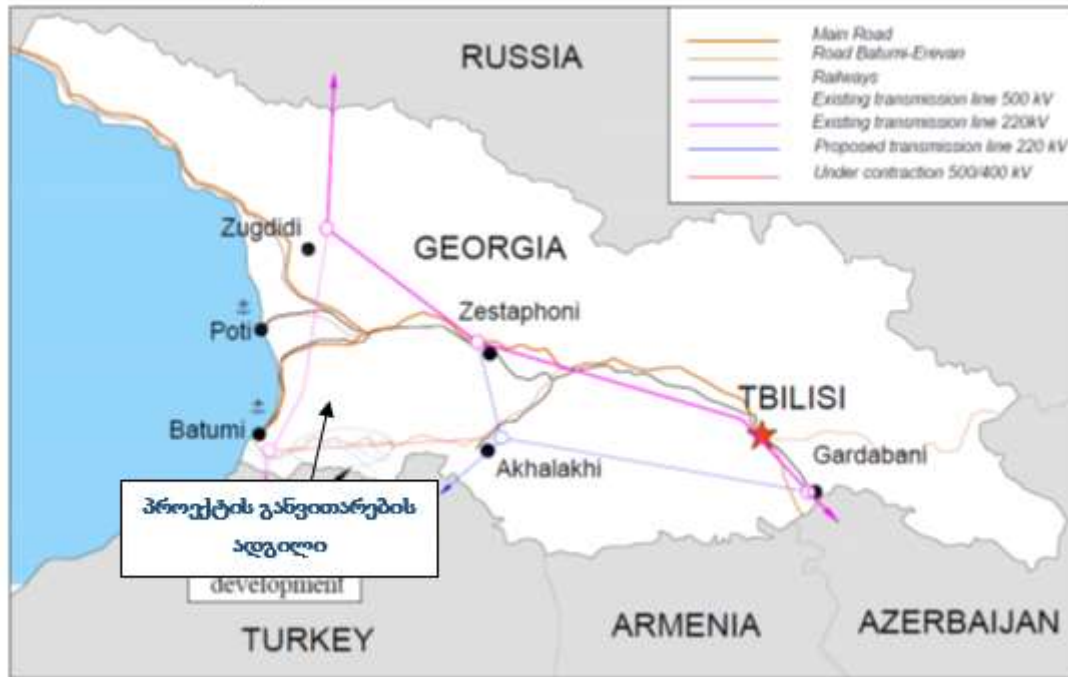 RUSSIA
Main Road
Road Batumi-Erevan
Railways
Existing transmission line 500 kV
Existing transmission line 220kV
Proposed transmission line 220 kV
Under contraction 500/400 kV
Zugdidi
GEORGIA
Zestaphoni
Poti
TBILISI
Batumi
Akhalakhi
Gardabani
პროექტის განვითარების
ადგილი
development
TURKEY
ARMENIA
AZERBAIJAN